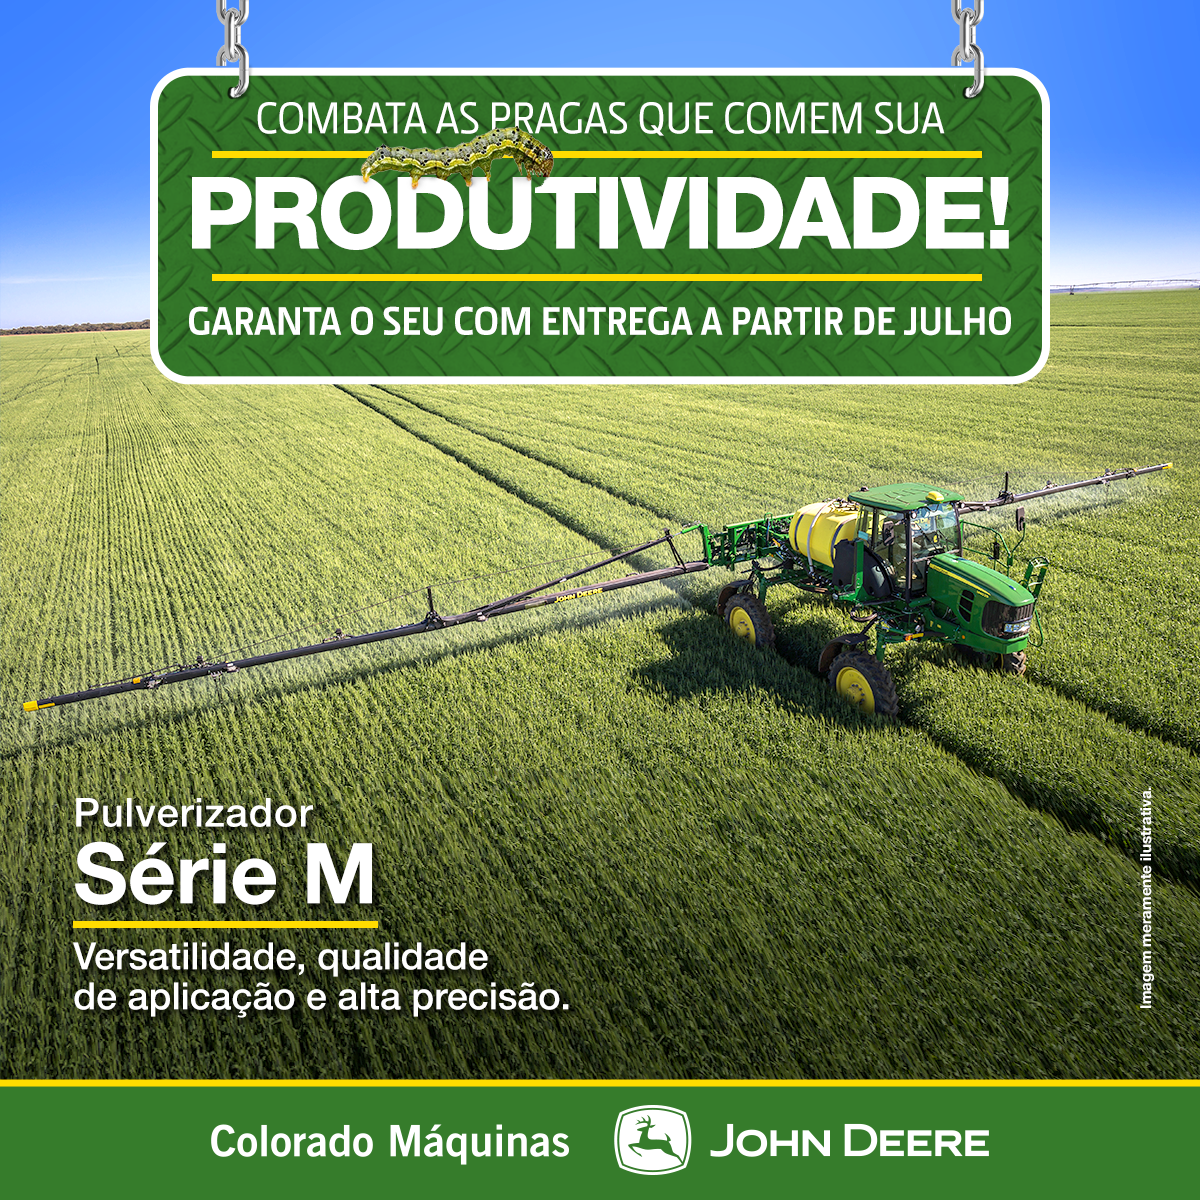 COMBATA AS PRAGAS QUE COMEM SUA
PRODUTIVIDADE!
GARANTA O SEU COM ENTREGA A PARTIR DE JULHO
JOHN DEERE
Pulverizador
Série M
Versatilidade, qualidade
de aplicação e alta precisão.
Imagem meramente ilustrativa.
Colorado Máquinas
JOHN DEERE